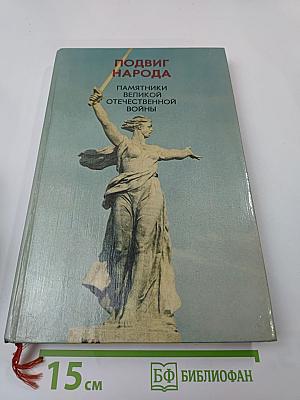 ПОДВИГ
НАРОДА
ПАМЯТНИКИ
ВЕЛИКОЙ
ОТЕЧЕСТВЕННОЙ
ВОЙНЫ
15 см
БФ БИБЛИОФАН